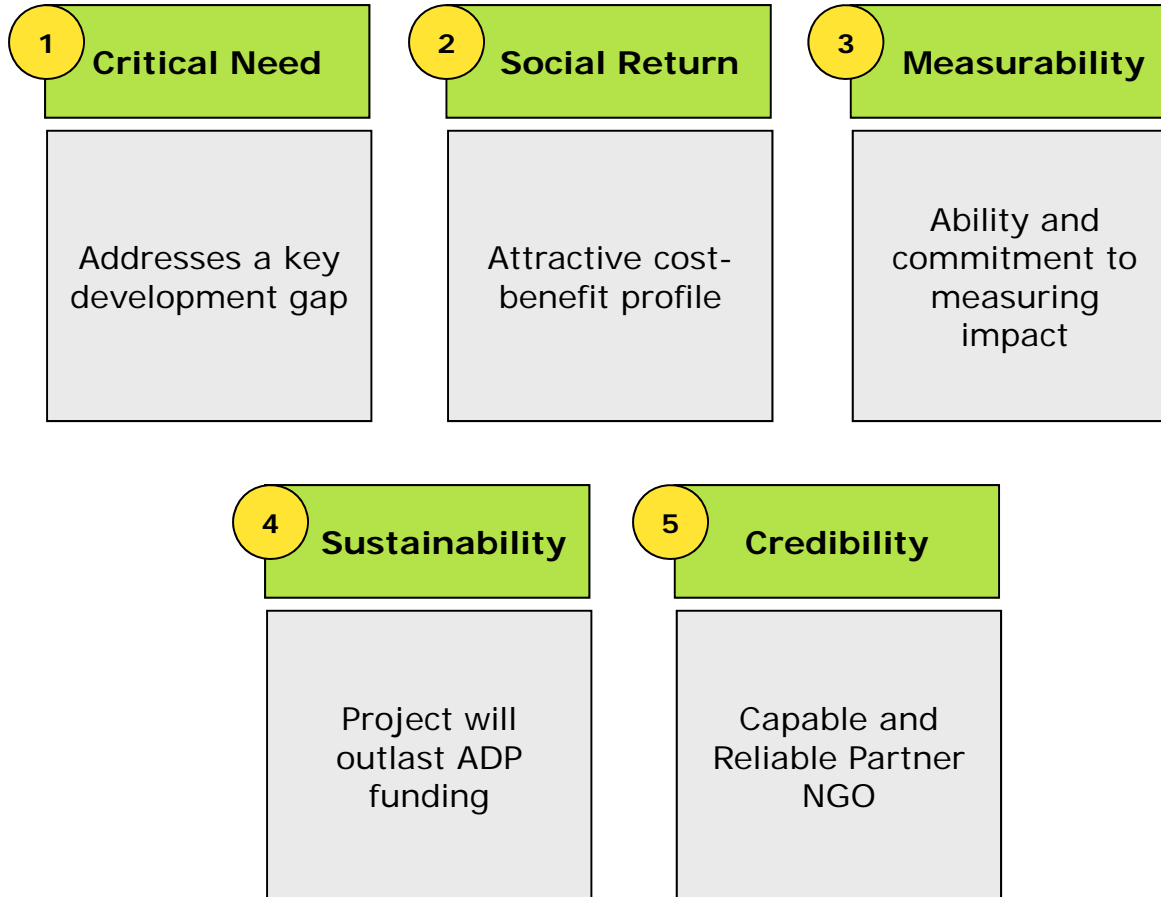 1
Critical Need
Addresses a key
development gap
2
Social Return
Attractive cost-
benefit profile
3
Measurability
Ability and
commitment to
measuring
impact
4
Sustainability
Project will
outlast ADP
funding
5
Credibility
Capable and
Reliable Partner
NGO